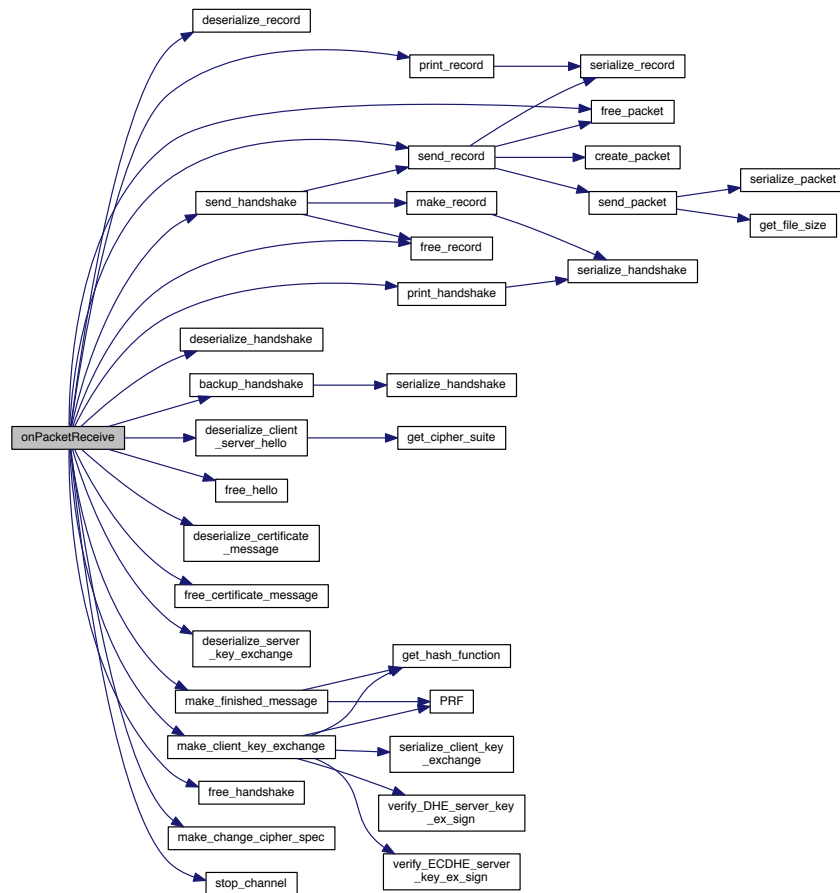 deserialize_record
print_record
serialize_record
free_packet
send_record
create_packet
serialize_packet
send_handshake
make_record
send_packet
get_file_size
free_record
serialize_handshake
print_handshake
deserialize_handshake
backup_handshake
serialize_handshake
onPacketReceive
deserialize_client
_server_hello
get_cipher_suite
free_hello
deserialize_certificate
_message
free_certificate_message
deserialize_server
_key_exchange
get_hash_function
make_finished_message
PRF
make_client_key_exchange
serialize_client_key
_exchange
free_handshake
verify_DHE_server_key
_ex_sign
make_change_cipher_spec
verify_ECDHE_server
_key_ex_sign
stop_channel